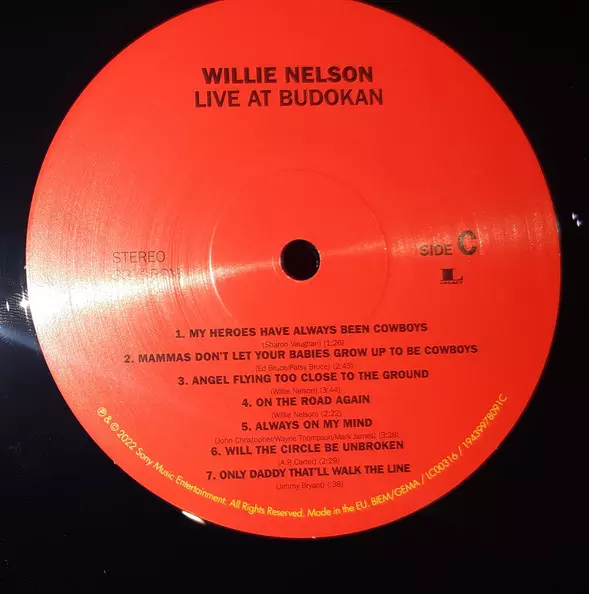 WILLIE NELSON
LIVE AT BUDOKAN
STEREO
SIDE C
L
LEGACY
1. MY HEROES HAVE ALWAYS BEEN COWBOYS
(Sharon Vaughan) (1:26)
2. MAMMAS DON'T LET YOUR BABIES GROW UP TO BE COWBOYS
(Ed Bruce/Patsy Bruce) (2:45)
3. ANGEL FLYING TOO CLOSE TO THE GROUND
(Willie Nelson) (3:44)
4. ON THE ROAD AGAIN
(Willie Nelson) (2:22)
5. ALWAYS ON MY MIND
(John Christopher/Wayne Thompson/Mark James) (3:26)
6. WILL THE CIRCLE BE UNBROKEN
(A.P. Carter) (2:29)
7. ONLY DADDY THAT'LL WALK THE LINE
(Jimmy Bryant) (:38)
℗ & © 2022 Sony Music Entertainment. All Rights Reserved. Made in the EU. BIEM/GEMA / LC00316 / 19439978091C